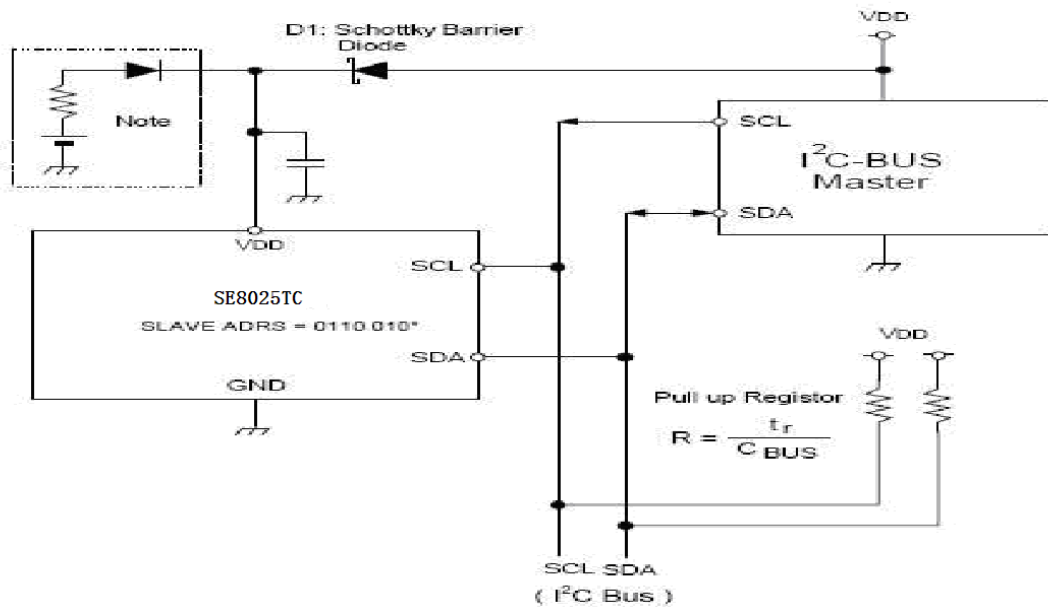 VDD
D1: Schottky Barrier
Diode
Note
SCL
I²C-BUS
Master
SDA
VDD
SCL
SE8025TC
SLAVE ADRS = 0110 010*
SDA
GND
VDD
Pull up Registor
R = tr / C BUS
SCL SDA
( I²C Bus )